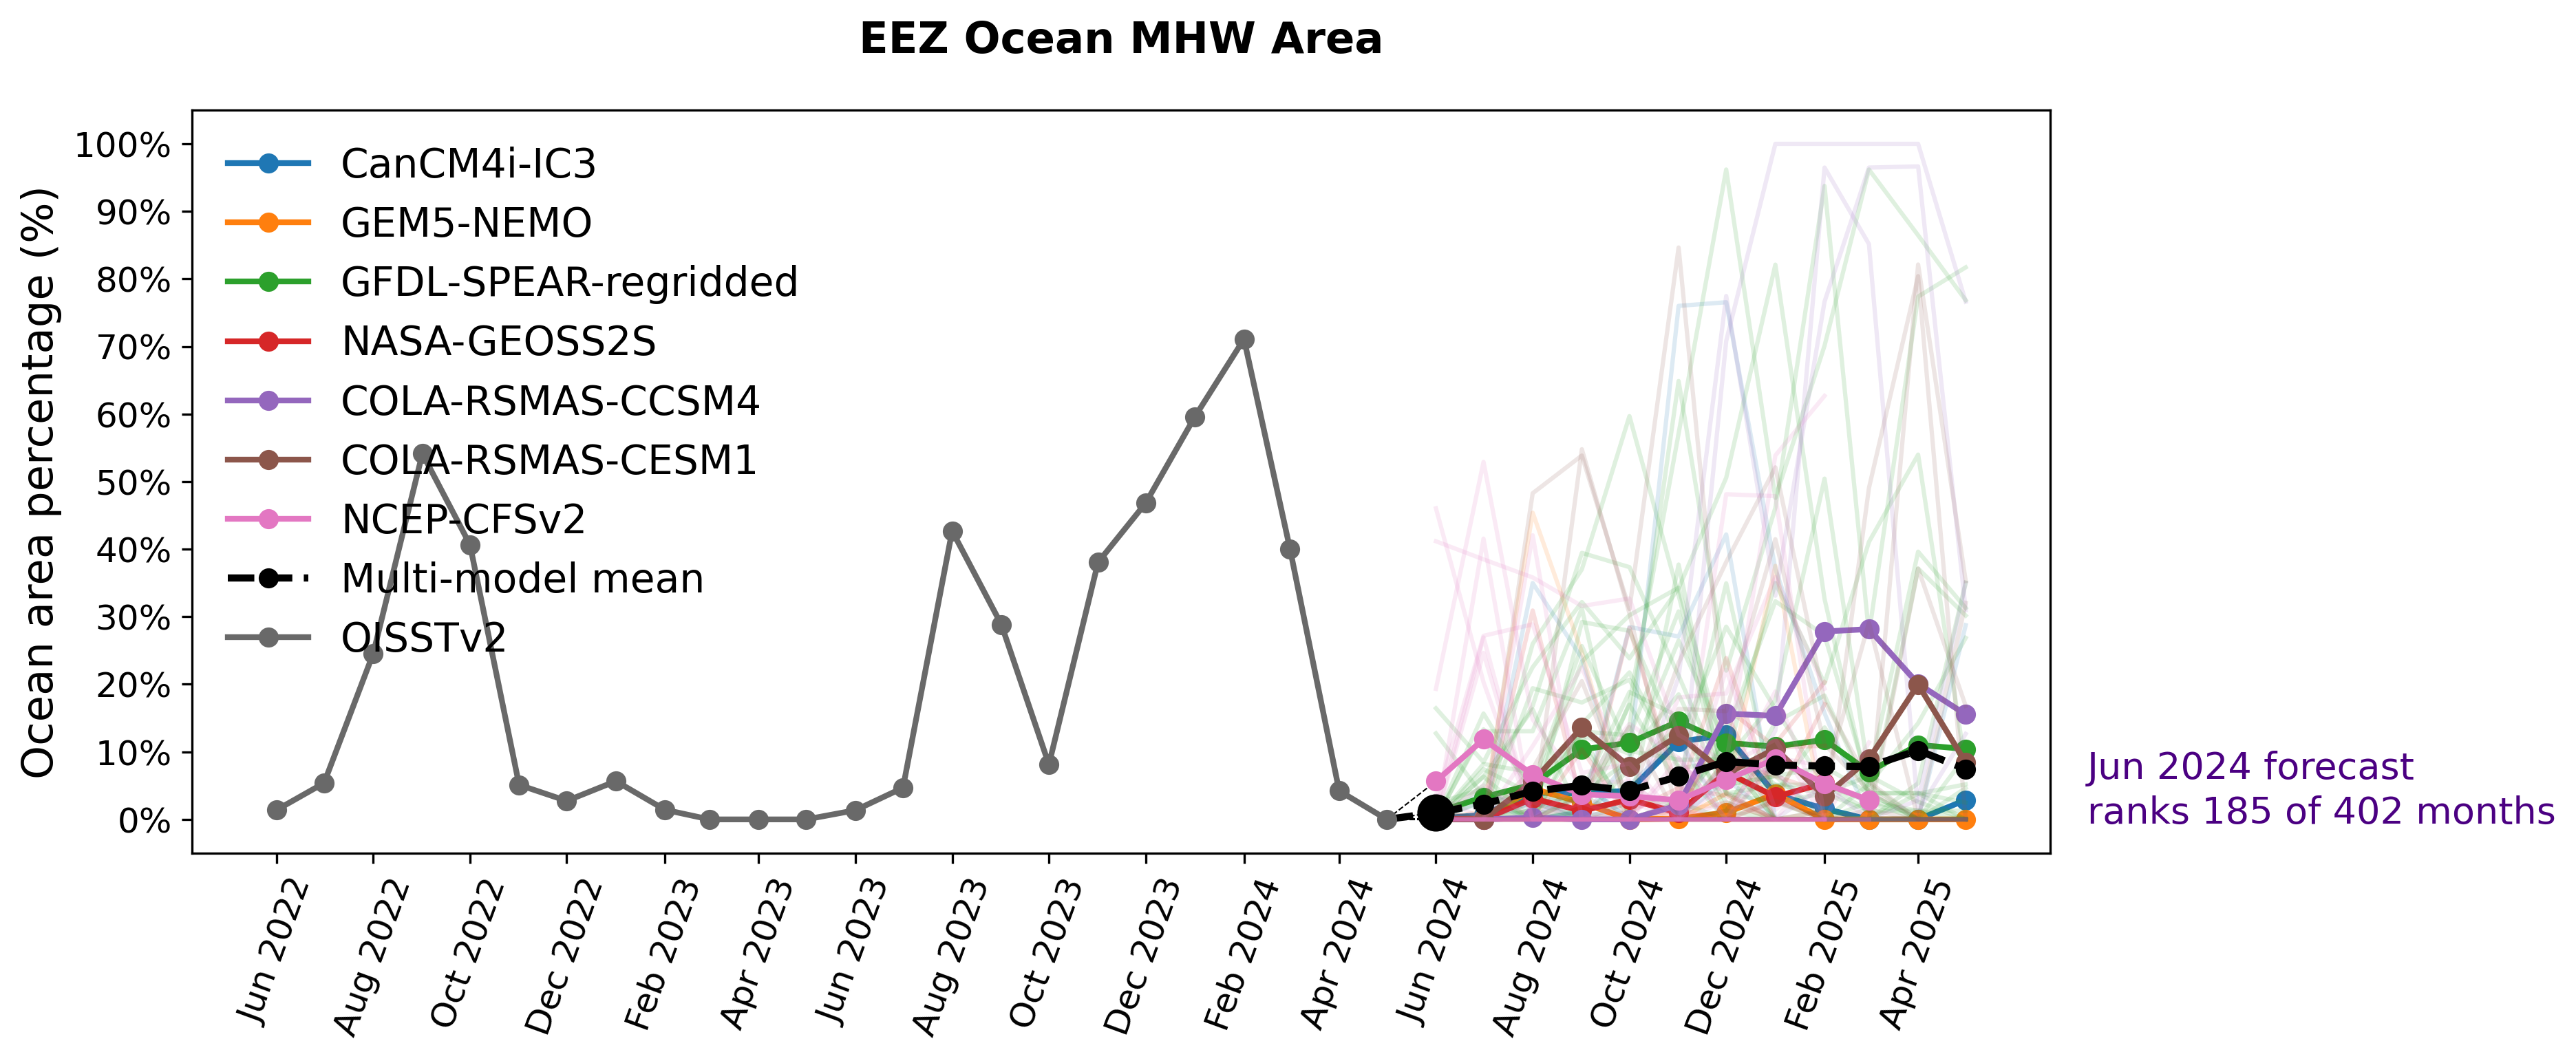 EEZ Ocean MHW Area
Ocean area percentage (%)
100%
90%
80%
70%
60%
50%
40%
30%
20%
10%
0%
CanCM4i-IC3
GEM5-NEMO
GFDL-SPEAR-regridded
NASA-GEOSS2S
COLA-RSMAS-CCSM4
COLA-RSMAS-CESM1
NCEP-CFSv2
Multi-model mean
OISSTv2
Jun 2024 forecast
ranks 185 of 402 months
Jun 2022
Aug 2022
Oct 2022
Dec 2022
Feb 2023
Apr 2023
Jun 2023
Aug 2023
Oct 2023
Dec 2023
Feb 2024
Apr 2024
Jun 2024
Aug 2024
Oct 2024
Dec 2024
Feb 2025
Apr 2025